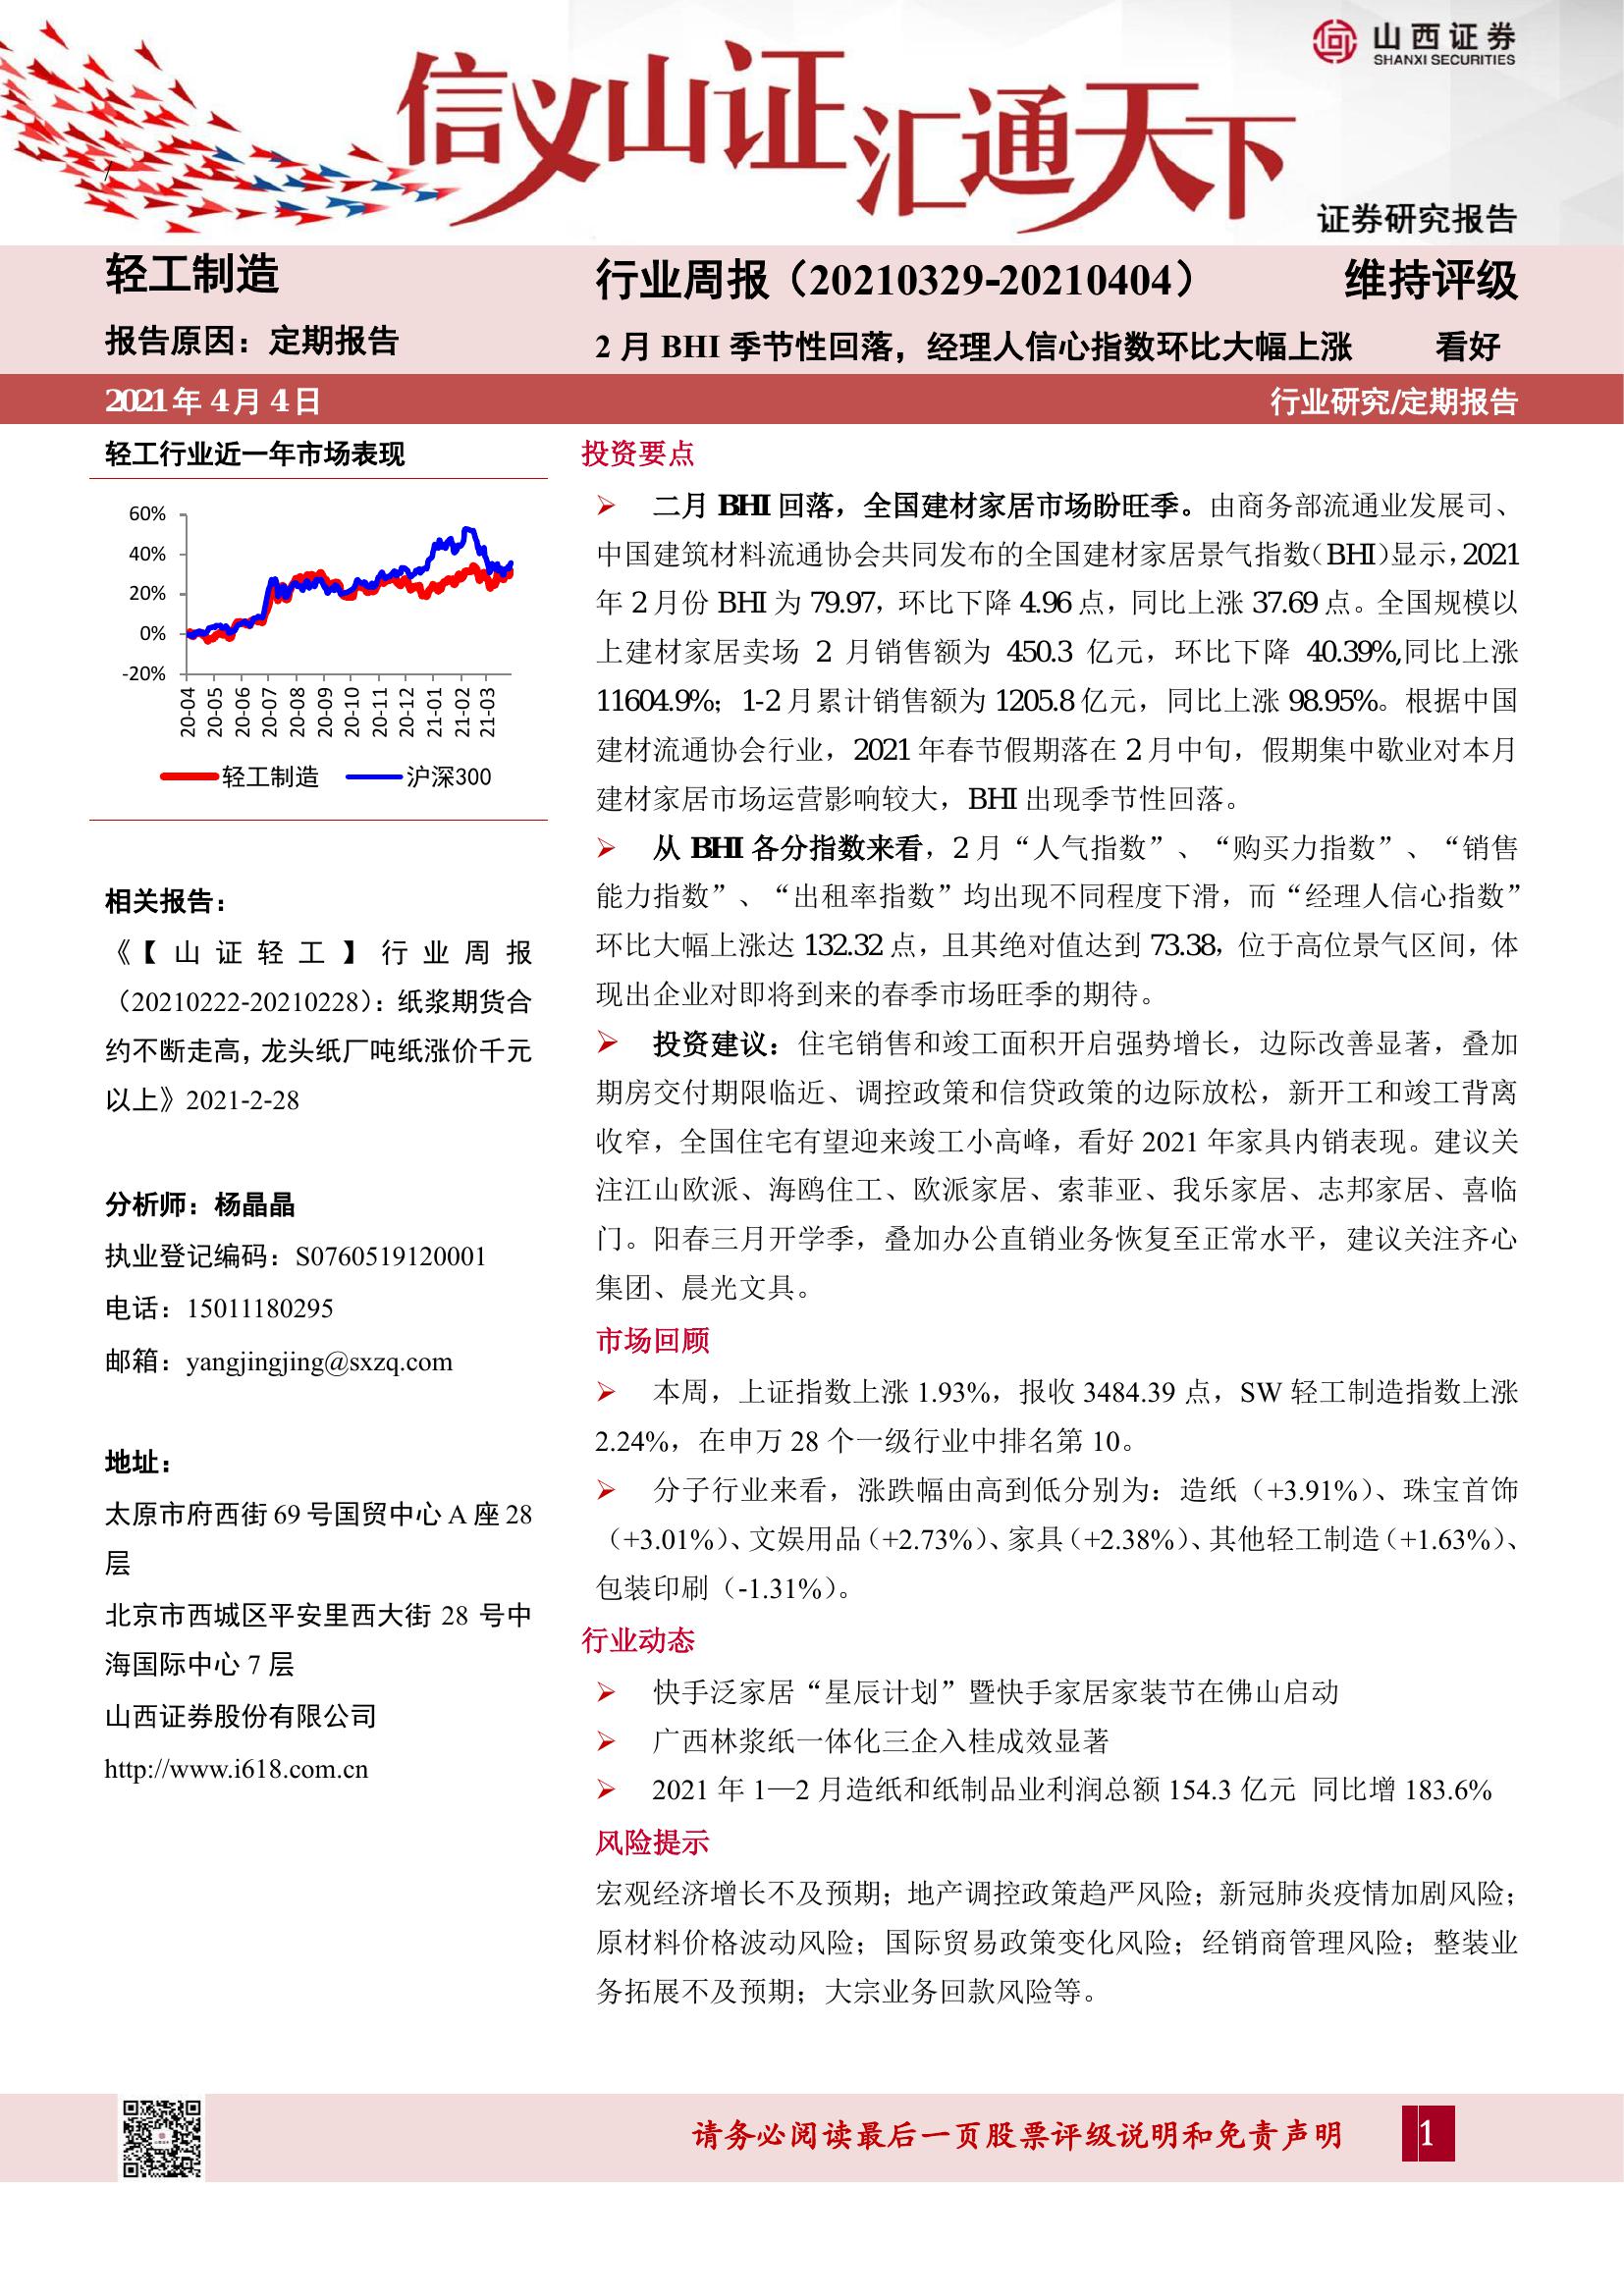 山西证券
SHANXI SECURITIES
信义山证汇通天下
证券研究报告
轻工制造
行业周报（20210329-20210404）
维持评级
报告原因：定期报告
2 月 BHI 季节性回落，经理人信心指数环比大幅上涨
看好
2021 年 4 月 4 日
行业研究/定期报告
轻工行业近一年市场表现
60%
40%
20%
0%
-20%
20-04
20-05
20-06
20-07
20-08
20-09
20-10
20-11
20-12
21-01
21-02
21-03
轻工制造
沪深300
相关报告：
《【山证轻工】行业周报
（20210222-20210228）：纸浆期货合
约不断走高，龙头纸厂吨纸涨价千元
以上》2021-2-28
分析师：杨晶晶
执业登记编码：S0760519120001
电话：15011180295
邮箱：yangjingjing@sxzq.com
地址：
太原市府西街 69 号国贸中心 A 座 28
层
北京市西城区平安里西大街 28 号中
海国际中心 7 层
山西证券股份有限公司
http://www.i618.com.cn
投资要点
➢ 二月 BHI 回落，全国建材家居市场盼旺季。由商务部流通业发展司、
中国建筑材料流通协会共同发布的全国建材家居景气指数（BHI）显示，2021
年 2 月份 BHI 为 79.97，环比下降 4.96 点，同比上涨 37.69 点。全国规模以
上建材家居卖场 2 月销售额为 450.3 亿元，环比下降 40.39%,同比上涨
11604.9%；1-2 月累计销售额为 1205.8 亿元，同比上涨 98.95%。根据中国
建材流通协会行业，2021 年春节假期落在 2 月中旬，假期集中歇业对本月
建材家居市场运营影响较大，BHI 出现季节性回落。
➢ 从 BHI 各分指数来看，2 月“人气指数”、“购买力指数”、“销售
能力指数”、“出租率指数”均出现不同程度下滑，而“经理人信心指数”
环比大幅上涨达 132.32 点，且其绝对值达到 73.38，位于高位景气区间，体
现出企业对即将到来的春季市场旺季的期待。
➢ 投资建议：住宅销售和竣工面积开启强势增长，边际改善显著，叠加
期房交付期限临近、调控政策和信贷政策的边际放松，新开工和竣工背离
收窄，全国住宅有望迎来竣工小高峰，看好 2021 年家具内销表现。建议关
注江山欧派、海鸥住工、欧派家居、索菲亚、我乐家居、志邦家居、喜临
门。阳春三月开学季，叠加办公直销业务恢复至正常水平，建议关注齐心
集团、晨光文具。
市场回顾
➢ 本周，上证指数上涨 1.93%，报收 3484.39 点，SW 轻工制造指数上涨
2.24%，在申万 28 个一级行业中排名第 10。
➢ 分子行业来看，涨跌幅由高到低分别为：造纸（+3.91%）、珠宝首饰
（+3.01%）、文娱用品（+2.73%）、家具（+2.38%）、其他轻工制造（+1.63%）、
包装印刷（-1.31%）。
行业动态
➢ 快手泛家居“星辰计划”暨快手家居家装节在佛山启动
➢ 广西林浆纸一体化三企入桂成效显著
➢ 2021 年 1—2 月造纸和纸制品业利润总额 154.3 亿元 同比增 183.6%
风险提示
宏观经济增长不及预期；地产调控政策趋严风险；新冠肺炎疫情加剧风险；
原材料价格波动风险；国际贸易政策变化风险；经销商管理风险；整装业
务拓展不及预期；大宗业务回款风险等。
请务必阅读最后一页股票评级说明和免责声明
1